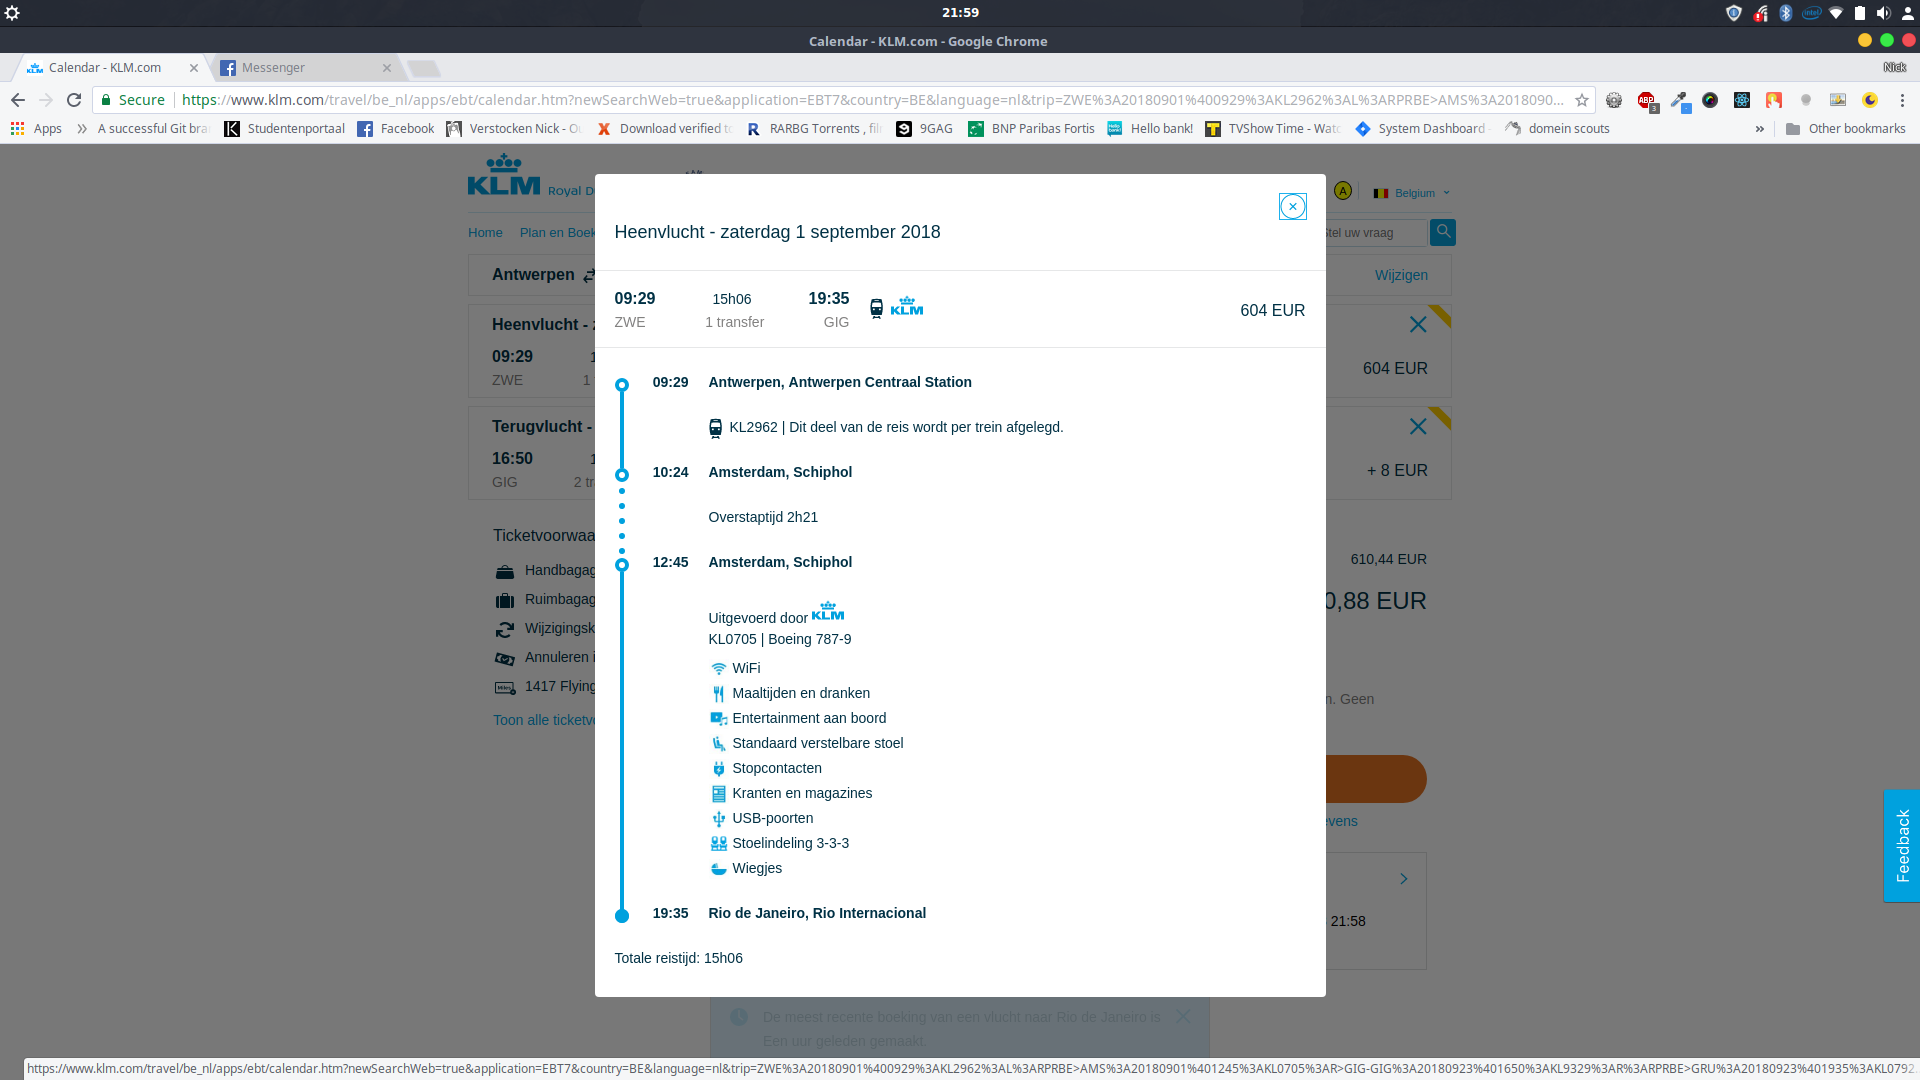 21:59
Calendar - KLM.com - Google Chrome
Calendar - KLM.com
Messenger
Nick
Secure
https://www.klm.com/travel/be_nl/apps/ebt/calendar.htm?newSearchWeb=true&application=EBT7&country=BE&language=nl&trip=ZWE%3A20180901%400929%3AKL2962%3AL%3ARPRBE>AMS%3A2018090...
Apps
A successful Git bra
Studentenportaal
Facebook
Verstocken Nick - O
Download verified t
RARBG Torrents , fil
9GAG
BNP Paribas Fortis
Hello bank!
TVShow Time - Wat
System Dashboard -
domein scouts
Other bookmarks
KLM Royal D
A
Belgium
Home
Plan en Boek
Stel uw vraag
Antwerpen
Wijzigen
Heenvlucht -
09:29
ZWE
604 EUR
Terugvlucht -
16:50
GIG
2 tr
+ 8 EUR
Ticketvoorwaa
Handbagag
Ruimbagag
Wijzigingsk
Annuleren i
1417 Flying
Toon alle ticketvo
610,44 EUR
0,88 EUR
n. Geen
evens
21:58
Feedback
Heenvlucht - zaterdag 1 september 2018
09:29 15h06 19:35 KLM 604 EUR
ZWE 1 transfer GIG
09:29 Antwerpen, Antwerpen Centraal Station
KL2962 | Dit deel van de reis wordt per trein afgelegd.
10:24 Amsterdam, Schiphol
Overstaptijd 2h21
12:45 Amsterdam, Schiphol
Uitgevoerd door KLM
KL0705 | Boeing 787-9
WiFi
Maaltijden en dranken
Entertainment aan boord
Standaard verstelbare stoel
Stopcontacten
Kranten en magazines
USB-poorten
Stoelindeling 3-3-3
Wiegjes
19:35 Rio de Janeiro, Rio Internacional
Totale reistijd: 15h06
De meest recente boeking van een vlucht naar Rio de Janeiro is
Een uur geleden gemaakt.
https://www.klm.com/travel/be_nl/apps/ebt/calendar.htm?newSearchWeb=true&application=EBT7&country=BE&language=nl&trip=ZWE%3A20180901%400929%3AKL2962%3AL%3ARPRBE>AMS%3A20180901%401245%3AKL0705%3AR>GIG-GIG%3A20180923%401650%3AKL9329%3AR%3ARPRBE>GRU%3A20180923%401935%3AKL0792